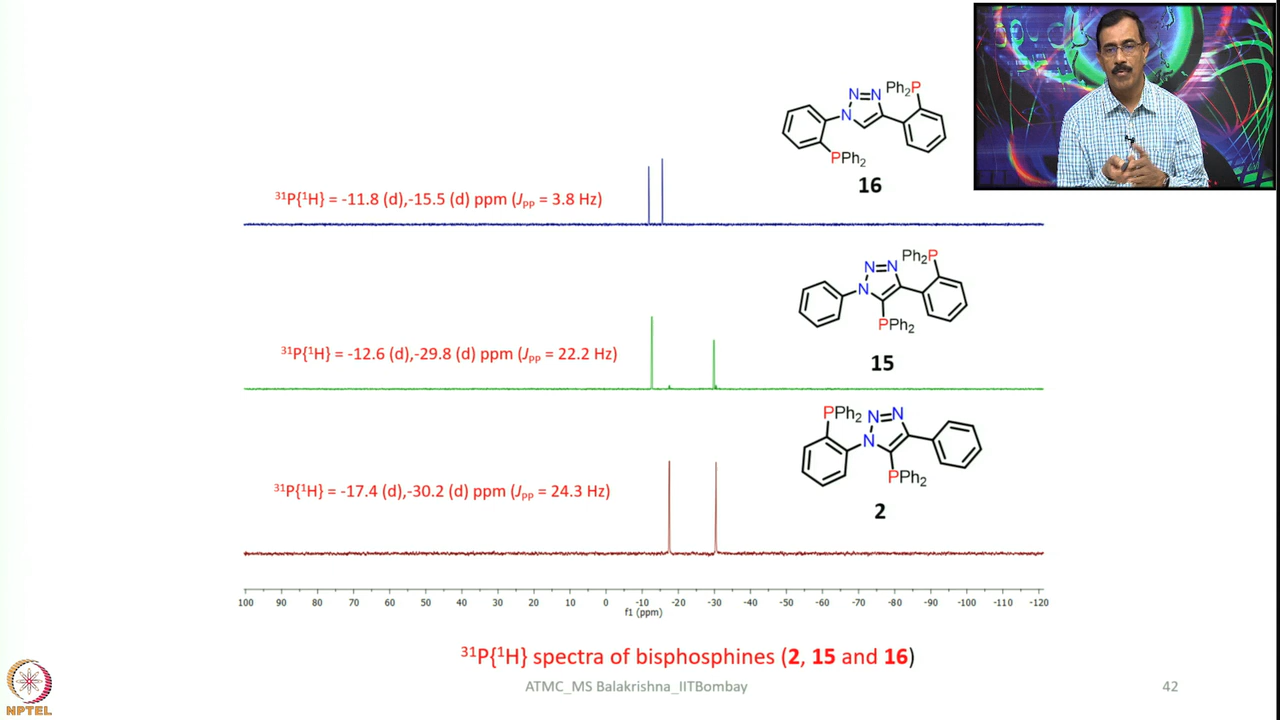 Ph₂P
N=N
N
PPh₂
16
³¹P{¹H} = -11.8 (d),-15.5 (d) ppm (Jₚₚ = 3.8 Hz)
Ph₂P
N=N
N
PPh₂
15
³¹P{¹H} = -12.6 (d),-29.8 (d) ppm (Jₚₚ = 22.2 Hz)
PPh₂
N=N
N
PPh₂
2
³¹P{¹H} = -17.4 (d),-30.2 (d) ppm (Jₚₚ = 24.3 Hz)
100 90 80 70 60 50 40 30 20 10 0 -10 -20 -30 -40 -50 -60 -70 -80 -90 -100 -110 -120
f1 (ppm)
³¹P{¹H} spectra of bisphosphines (2, 15 and 16)
ATMC_MS Balakrishna_IITBombay
42
NPTEL